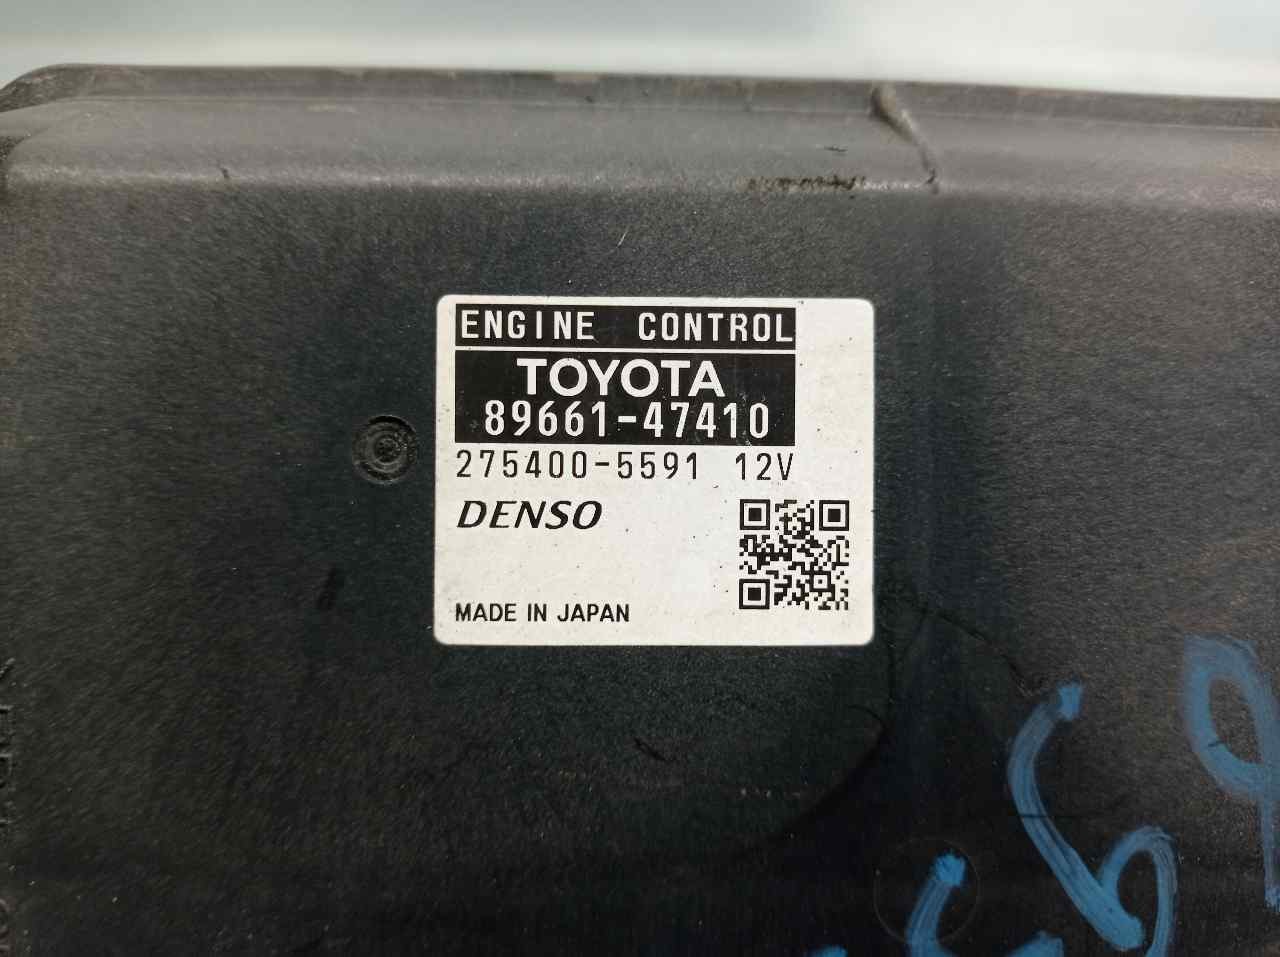 ENGINE CONTROL
TOYOTA
89661-47410
275400-5591 12V
DENSO
MADE IN JAPAN